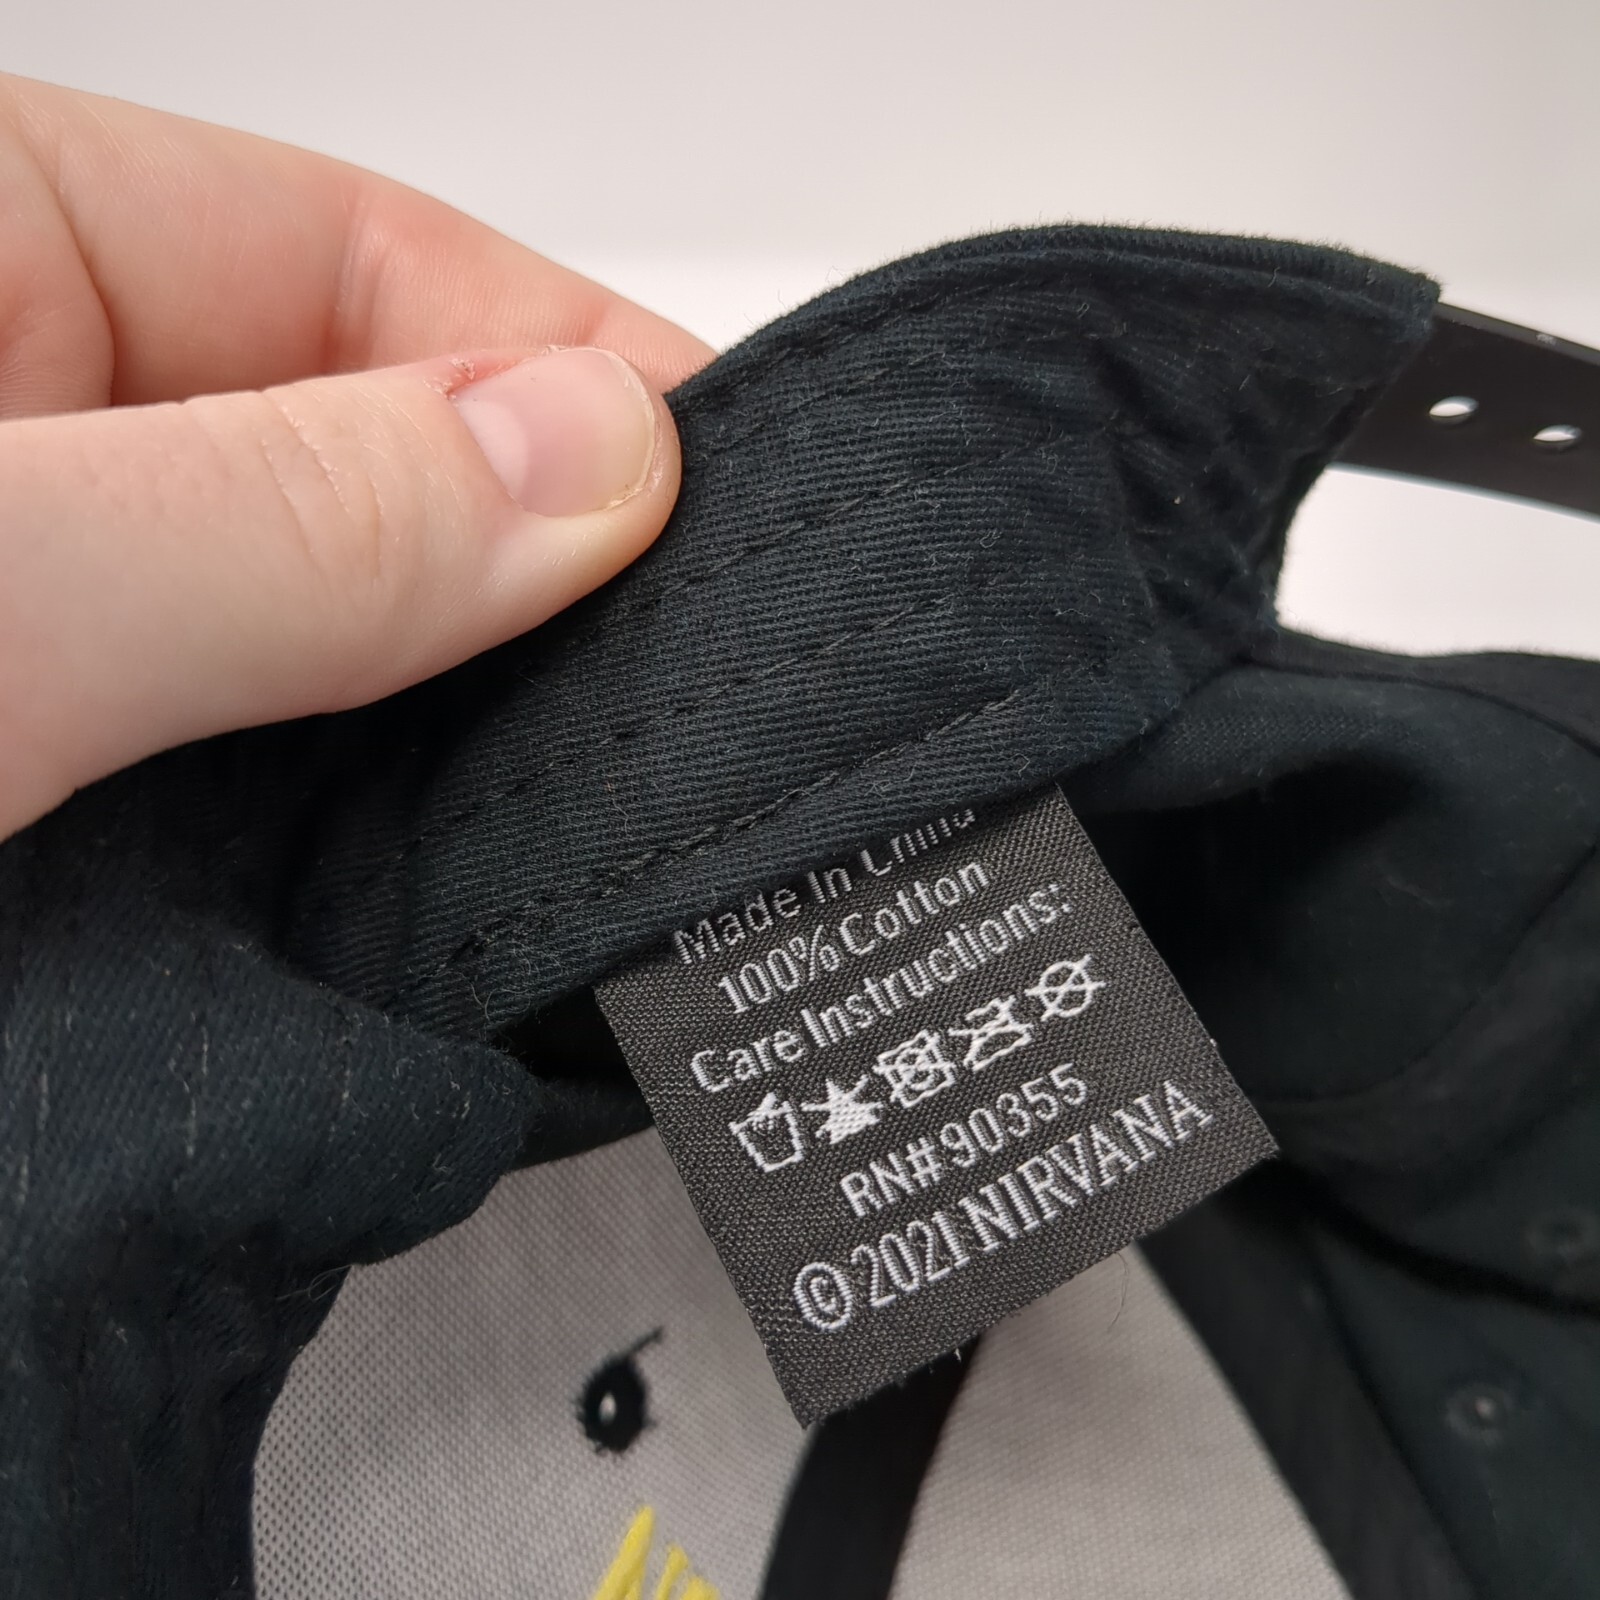 Made In China
100% Cotton
Care Instructions:
RN# 90355
© 2021 NIRVANA